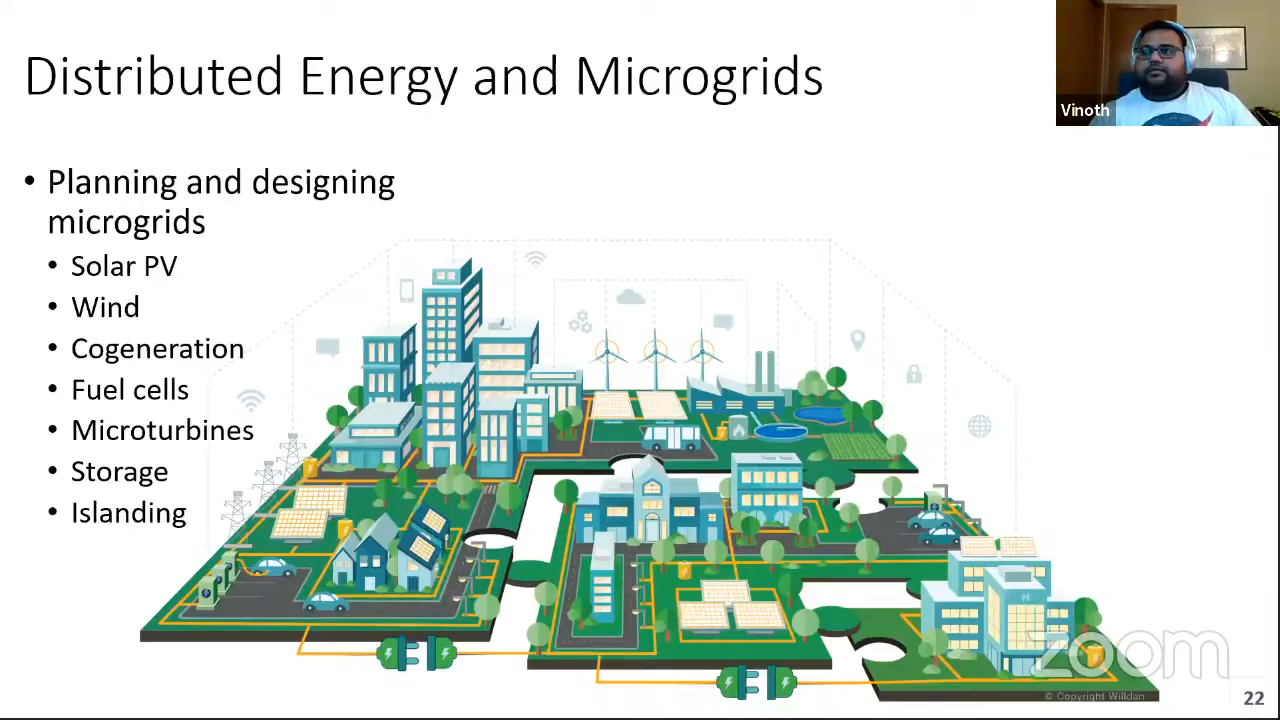 Distributed Energy and Microgrids
Vinoth
• Planning and designing
microgrids
• Solar PV
• Wind
• Cogeneration
• Fuel cells
• Microturbines
• Storage
• Islanding
H
zoom
© Copyright Willdan
22